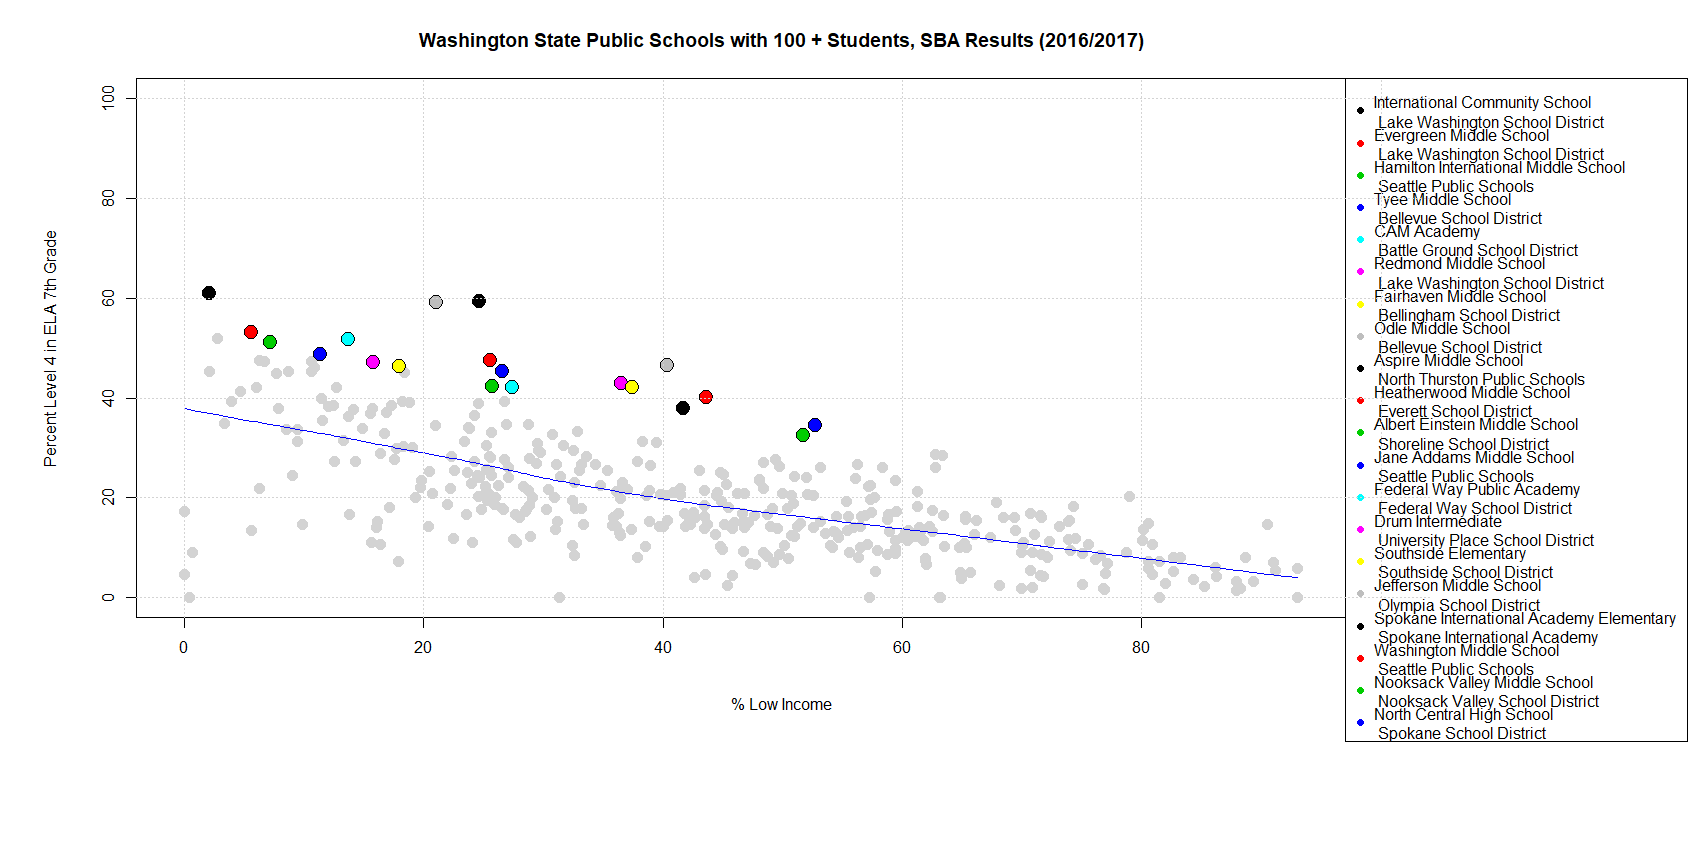 Washington State Public Schools with 100 + Students, SBA Results (2016/2017)
Percent Level 4 in ELA 7th Grade
100
80
60
40
20
0
0
20
40
60
80
% Low Income
International Community School
Lake Washington School District
Evergreen Middle School
Lake Washington School District
Hamilton International Middle School
Seattle Public Schools
Tyee Middle School
Bellevue School District
CAM Academy
Battle Ground School District
Redmond Middle School
Lake Washington School District
Fairhaven Middle School
Bellingham School District
Odle Middle School
Bellevue School District
Aspire Middle School
North Thurston Public Schools
Heatherwood Middle School
Everett School District
Albert Einstein Middle School
Shoreline School District
Jane Addams Middle School
Seattle Public Schools
Federal Way Public Academy
Federal Way School District
Drum Intermediate
University Place School District
Southside Elementary
Southside School District
Jefferson Middle School
Olympia School District
Spokane International Academy Elementary
Spokane International Academy
Washington Middle School
Seattle Public Schools
Nooksack Valley Middle School
Nooksack Valley School District
North Central High School
Spokane School District